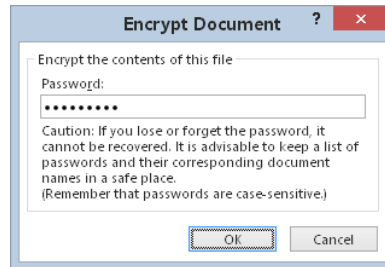 Encrypt Document
?
×
Encrypt the contents of this file
Password:
•••••••••
Caution: If you lose or forget the password, it
cannot be recovered. It is advisable to keep a list of
passwords and their corresponding document
names in a safe place.
(Remember that passwords are case-sensitive.)
OK
Cancel